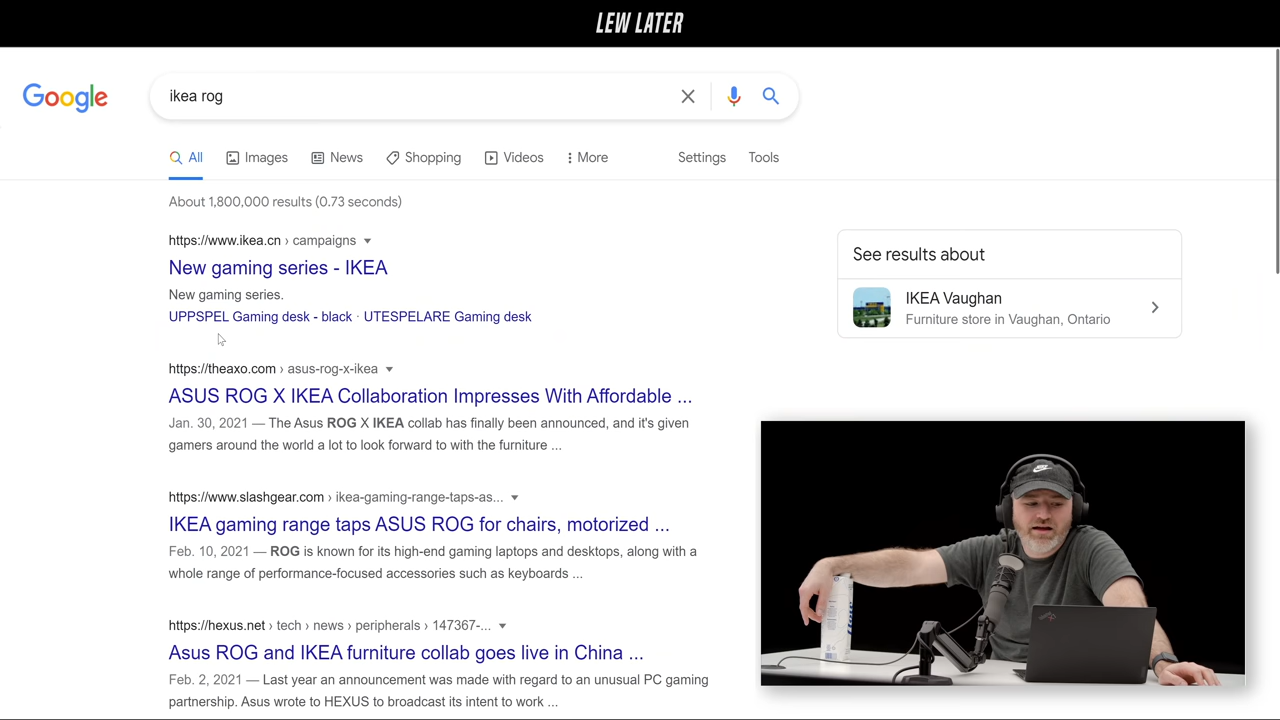 LEW LATER
Google
ikea rog
All Images News Shopping Videos More Settings Tools
About 1,800,000 results (0.73 seconds)
https://www.ikea.cn › campaigns
New gaming series - IKEA
New gaming series.
UPPSPEL Gaming desk - black · UTESPELARE Gaming desk
See results about
IKEA Vaughan
Furniture store in Vaughan, Ontario
https://theaxo.com › asus-rog-x-ikea
ASUS ROG X IKEA Collaboration Impresses With Affordable ...
Jan. 30, 2021 — The Asus ROG X IKEA collab has finally been announced, and it's given
gamers around the world a lot to look forward to with the furniture ...
https://www.slashgear.com › ikea-gaming-range-taps-as...
IKEA gaming range taps ASUS ROG for chairs, motorized ...
Feb. 10, 2021 — ROG is known for its high-end gaming laptops and desktops, along with a
whole range of performance-focused accessories such as keyboards ...
https://hexus.net › tech › news › peripherals › 147367-...
Asus ROG and IKEA furniture collab goes live in China ...
Feb. 2, 2021 — Last year an announcement was made with regard to an unusual PC gaming
partnership. Asus wrote to HEXUS to broadcast its intent to work ...